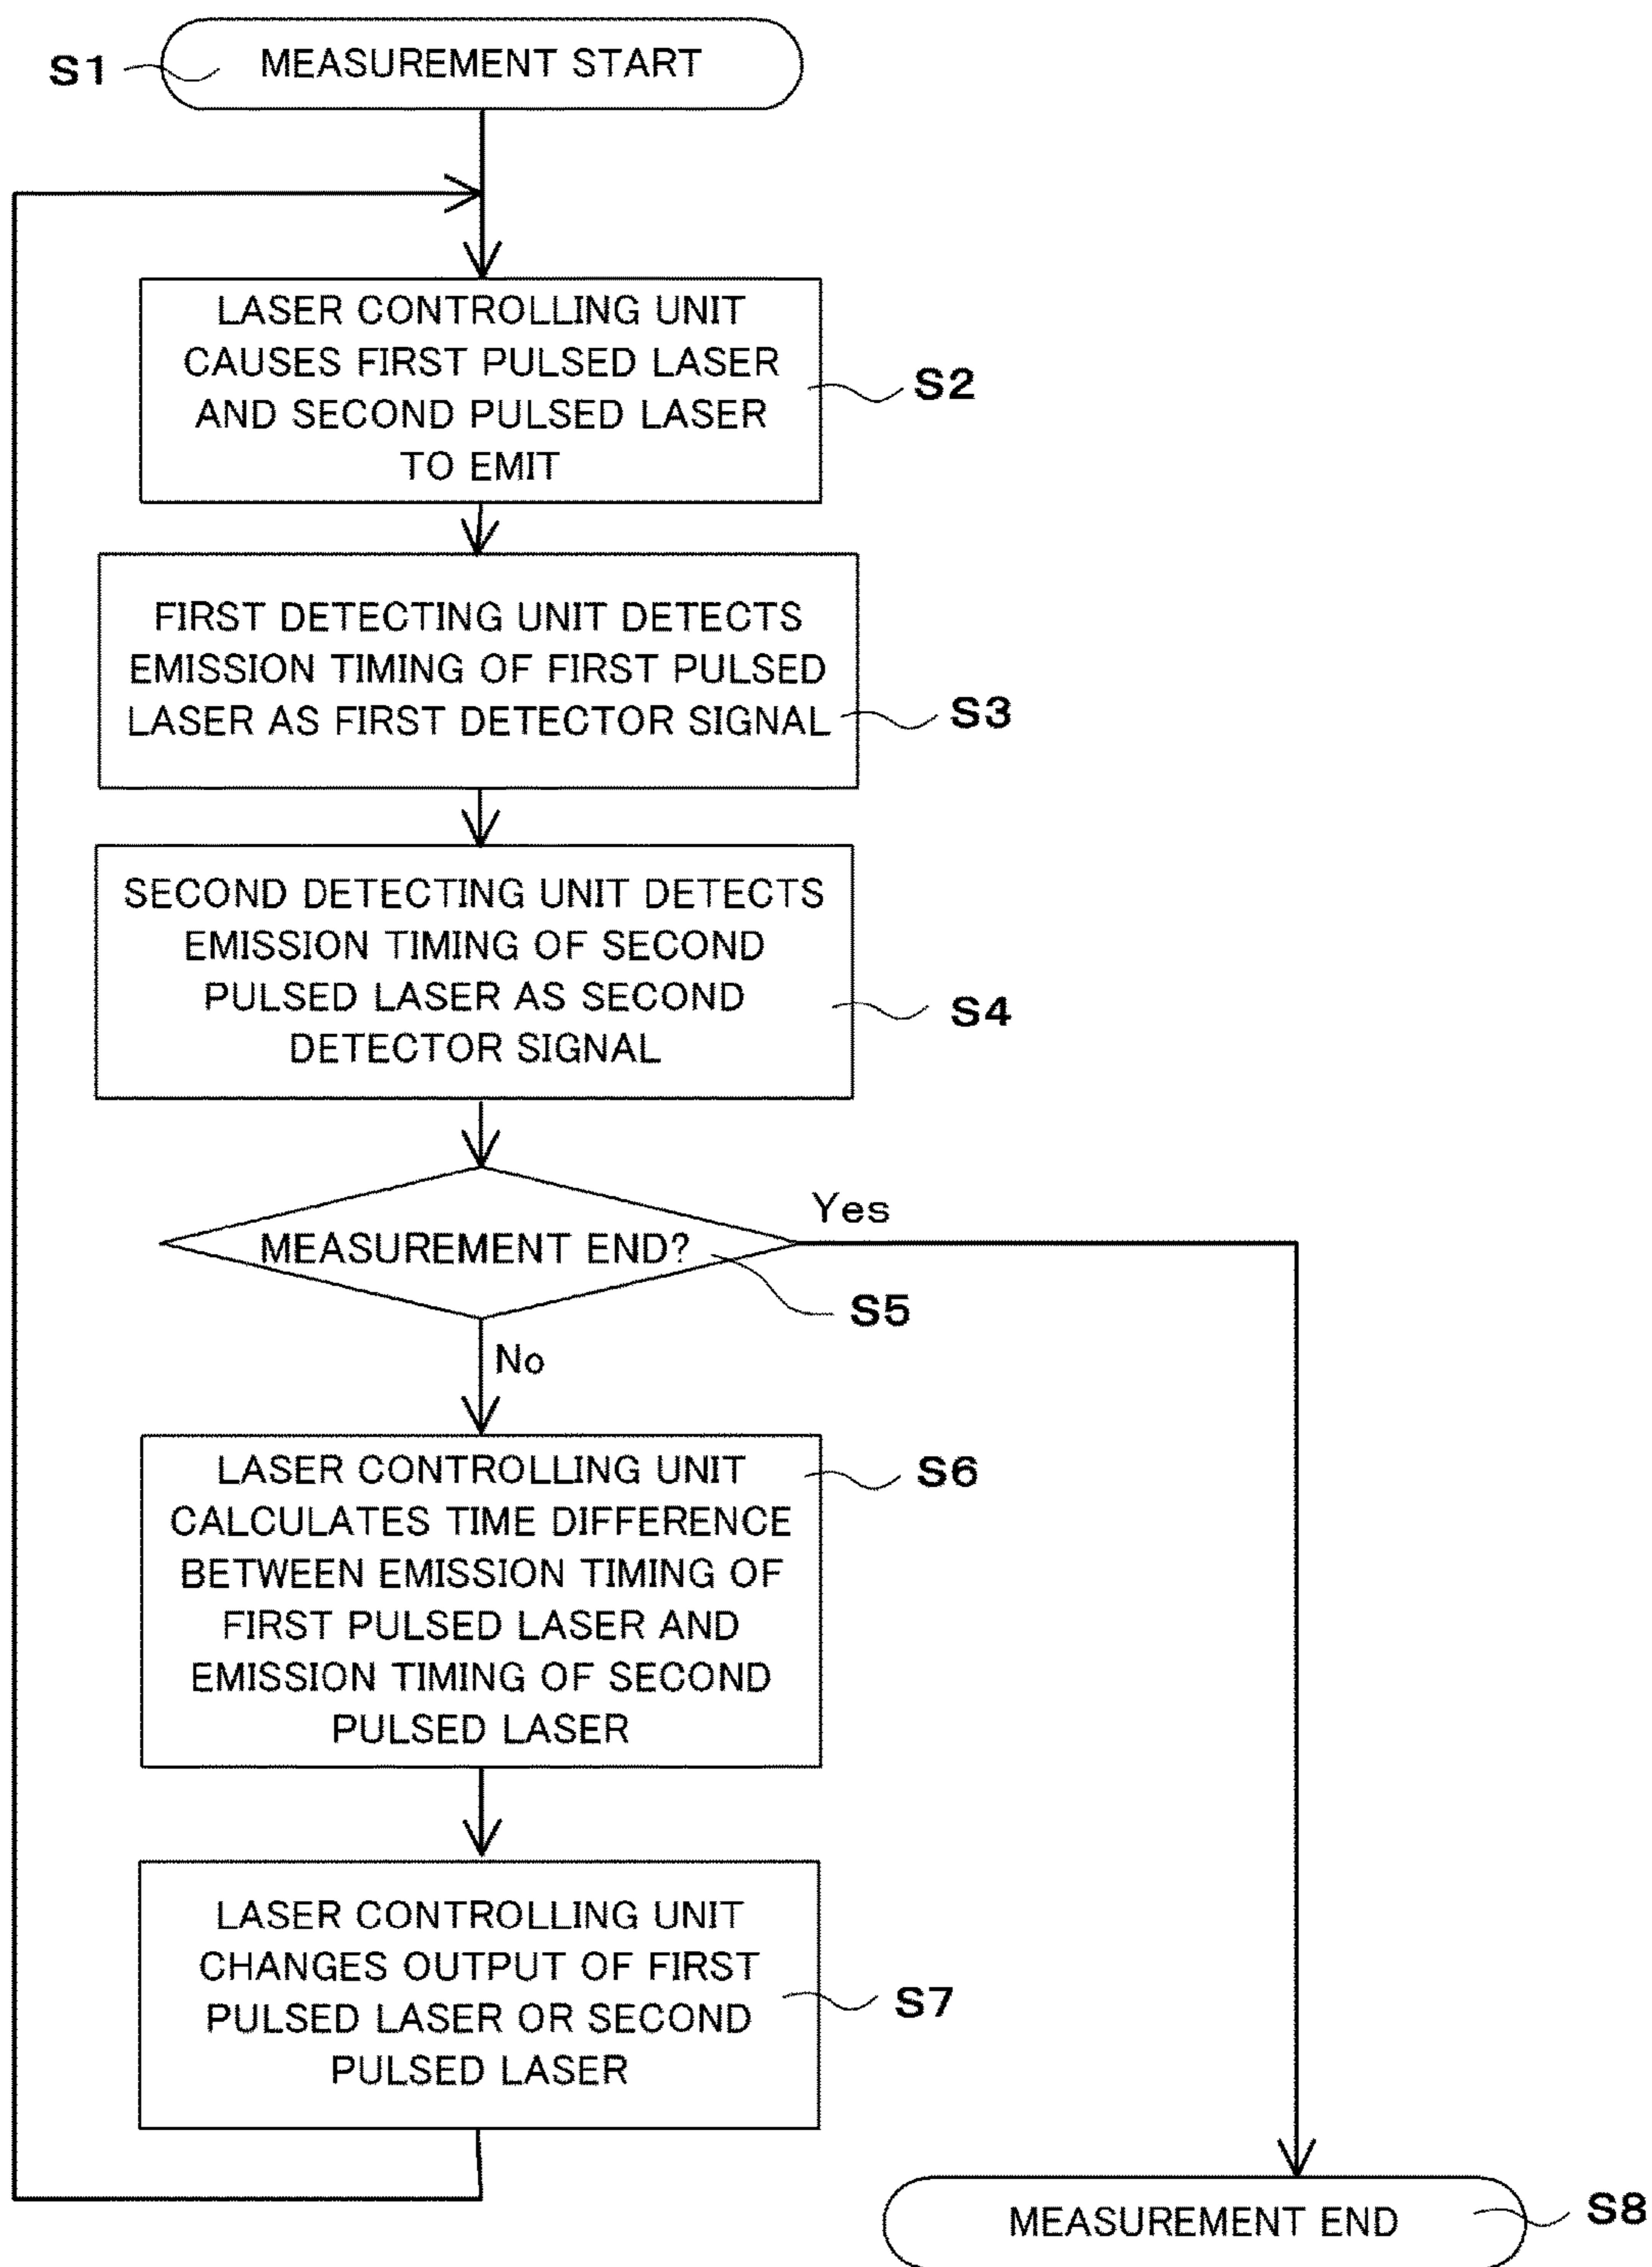 S1
MEASUREMENT START
LASER CONTROLLING UNIT
CAUSES FIRST PULSED LASER
AND SECOND PULSED LASER
TO EMIT
S2
FIRST DETECTING UNIT DETECTS
EMISSION TIMING OF FIRST PULSED
LASER AS FIRST DETECTOR SIGNAL
S3
SECOND DETECTING UNIT DETECTS
EMISSION TIMING OF SECOND
PULSED LASER AS SECOND
DETECTOR SIGNAL
S4
MEASUREMENT END?
Yes
S5
No
LASER CONTROLLING UNIT
CALCULATES TIME DIFFERENCE
BETWEEN EMISSION TIMING OF
FIRST PULSED LASER AND
EMISSION TIMING OF SECOND
PULSED LASER
S6
LASER CONTROLLING UNIT
CHANGES OUTPUT OF FIRST
PULSED LASER OR SECOND
PULSED LASER
S7
MEASUREMENT END
S8